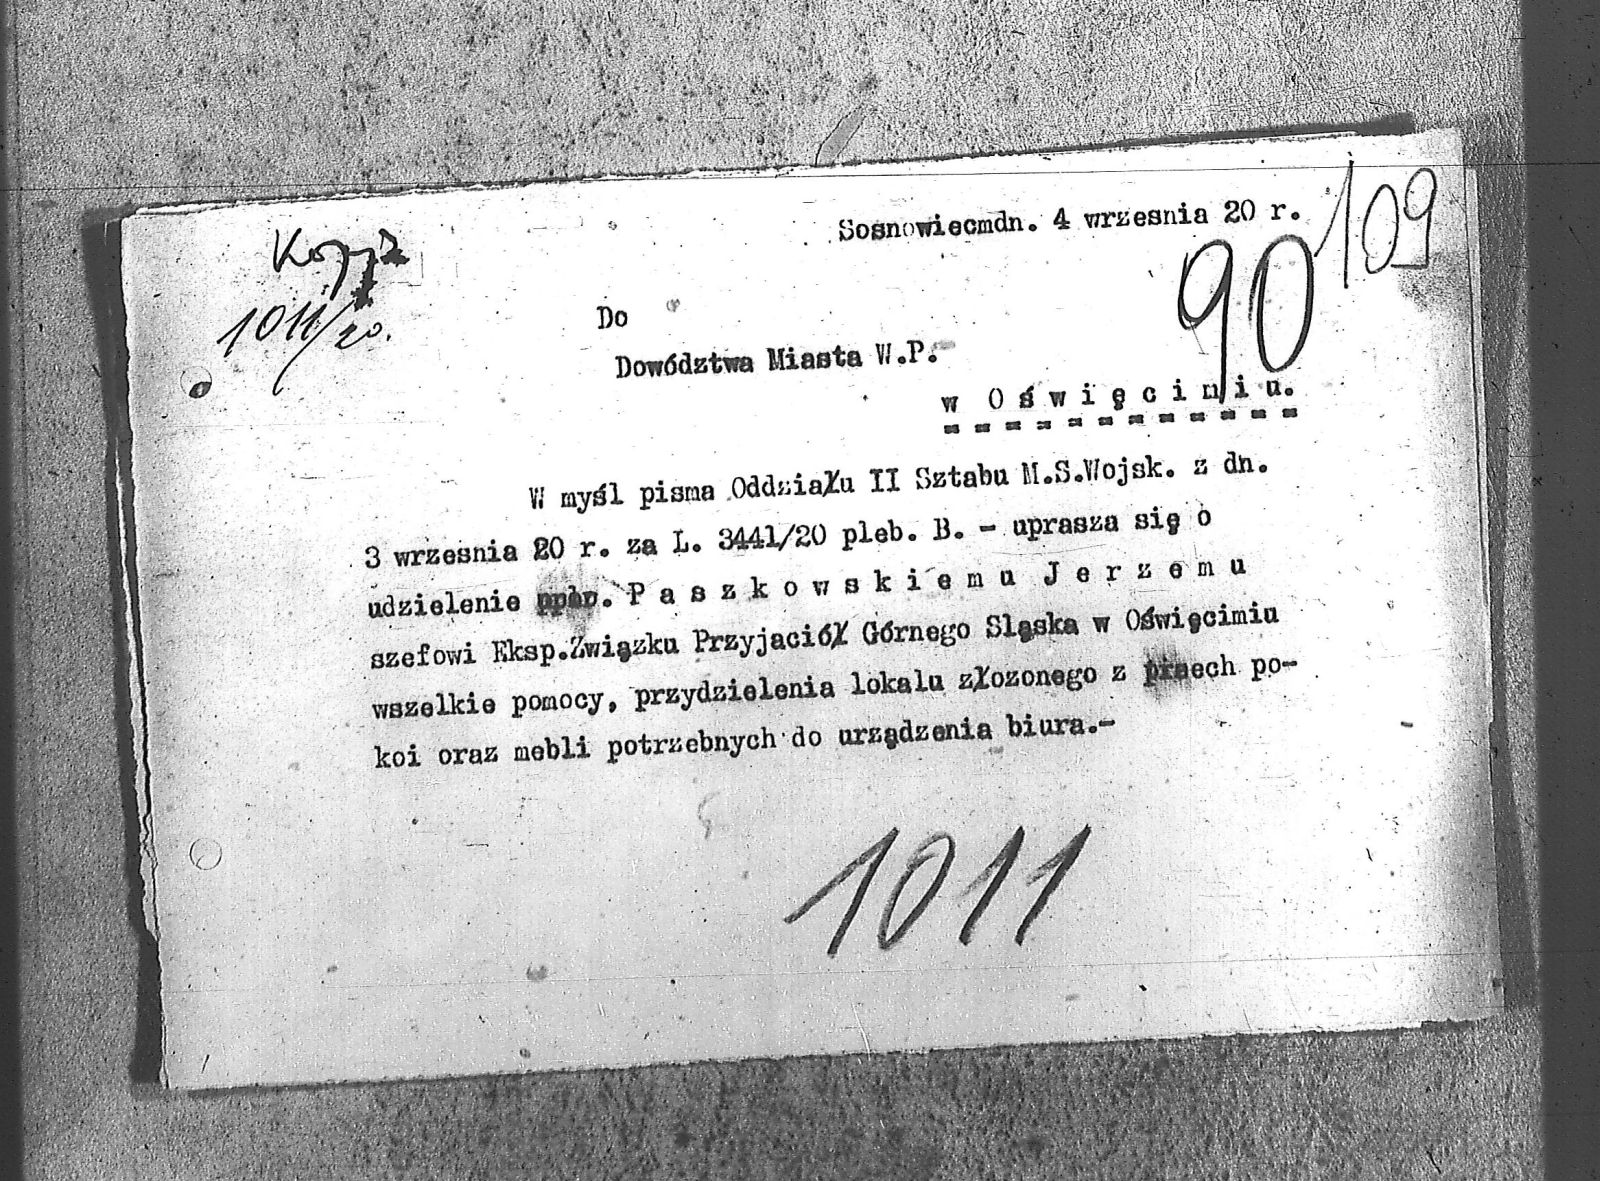 Sosnowiecmdn. 4 wrzesnia 20 r.
109
Kopja
1011/20.
90
Do
Dowództwa Miasta W.P.
w Oświęcimiu.
W myśl pisma Oddziału II Sztabu M.S.Wojsk. z dn.
3 wrzesnia 20 r. za L. 3441/20 pleb. B. - uprasza się o
udzielenie Paszkowskiemu Jerzemu
szefowi Eksp.Związku Przyjaciół Górnego Sląska w Oświęcimiu
wszelkie pomocy, przydzielenia lokalu złozonego z po-
koi oraz mebli potrzebnych do urządzenia biura.-
1011